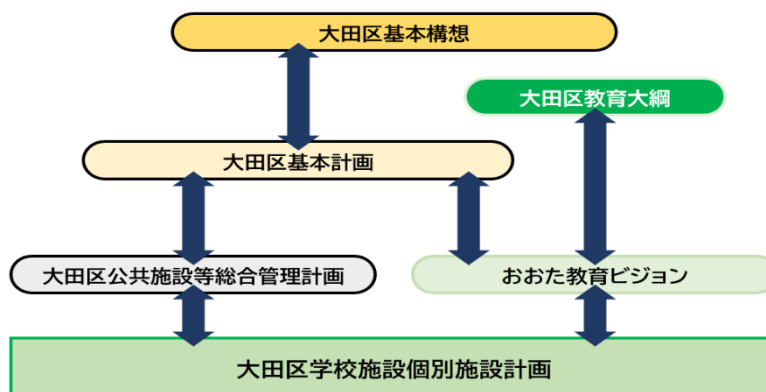 大田区基本構想
大田区教育大綱
大田区基本計画
大田区公共施設等総合管理計画
おおた教育ビジョン
大田区学校施設個別施設計画